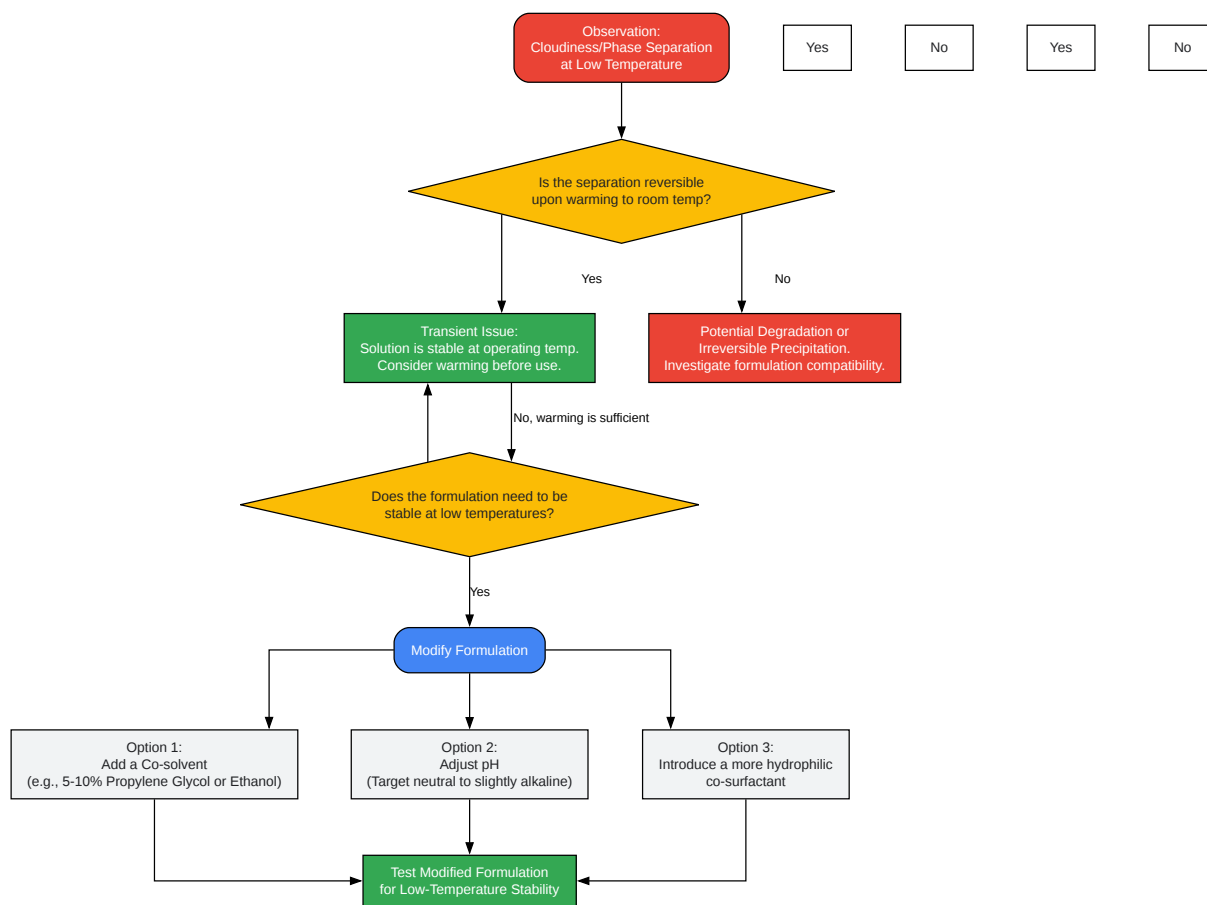 Observation:
Cloudiness/Phase Separation
at Low Temperature
Yes
No
Yes
No
Is the separation reversible
upon warming to room temp?
Yes
No
Transient Issue:
Solution is stable at operating temp.
Consider warming before use.
Potential Degradation or
Irreversible Precipitation.
Investigate formulation compatibility.
No, warming is sufficient
Does the formulation need to be
stable at low temperatures?
Yes
Modify Formulation
Option 1:
Add a Co-solvent
(e.g., 5-10% Propylene Glycol or Ethanol)
Option 2:
Adjust pH
(Target neutral to slightly alkaline)
Option 3:
Introduce a more hydrophilic
co-surfactant
Test Modified Formulation
for Low-Temperature Stability